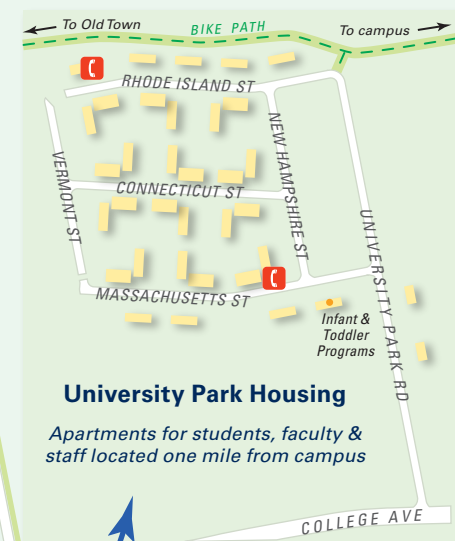 To Old Town
BIKE PATH
To campus
RHODE ISLAND ST
NEW HAMPSHIRE ST
VERMONT ST
CONNECTICUT ST
UNIVERSITY PARK RD
MASSACHUSETTS ST
Infant &
Toddler
Programs
University Park Housing
Apartments for students, faculty &
staff located one mile from campus
COLLEGE AVE